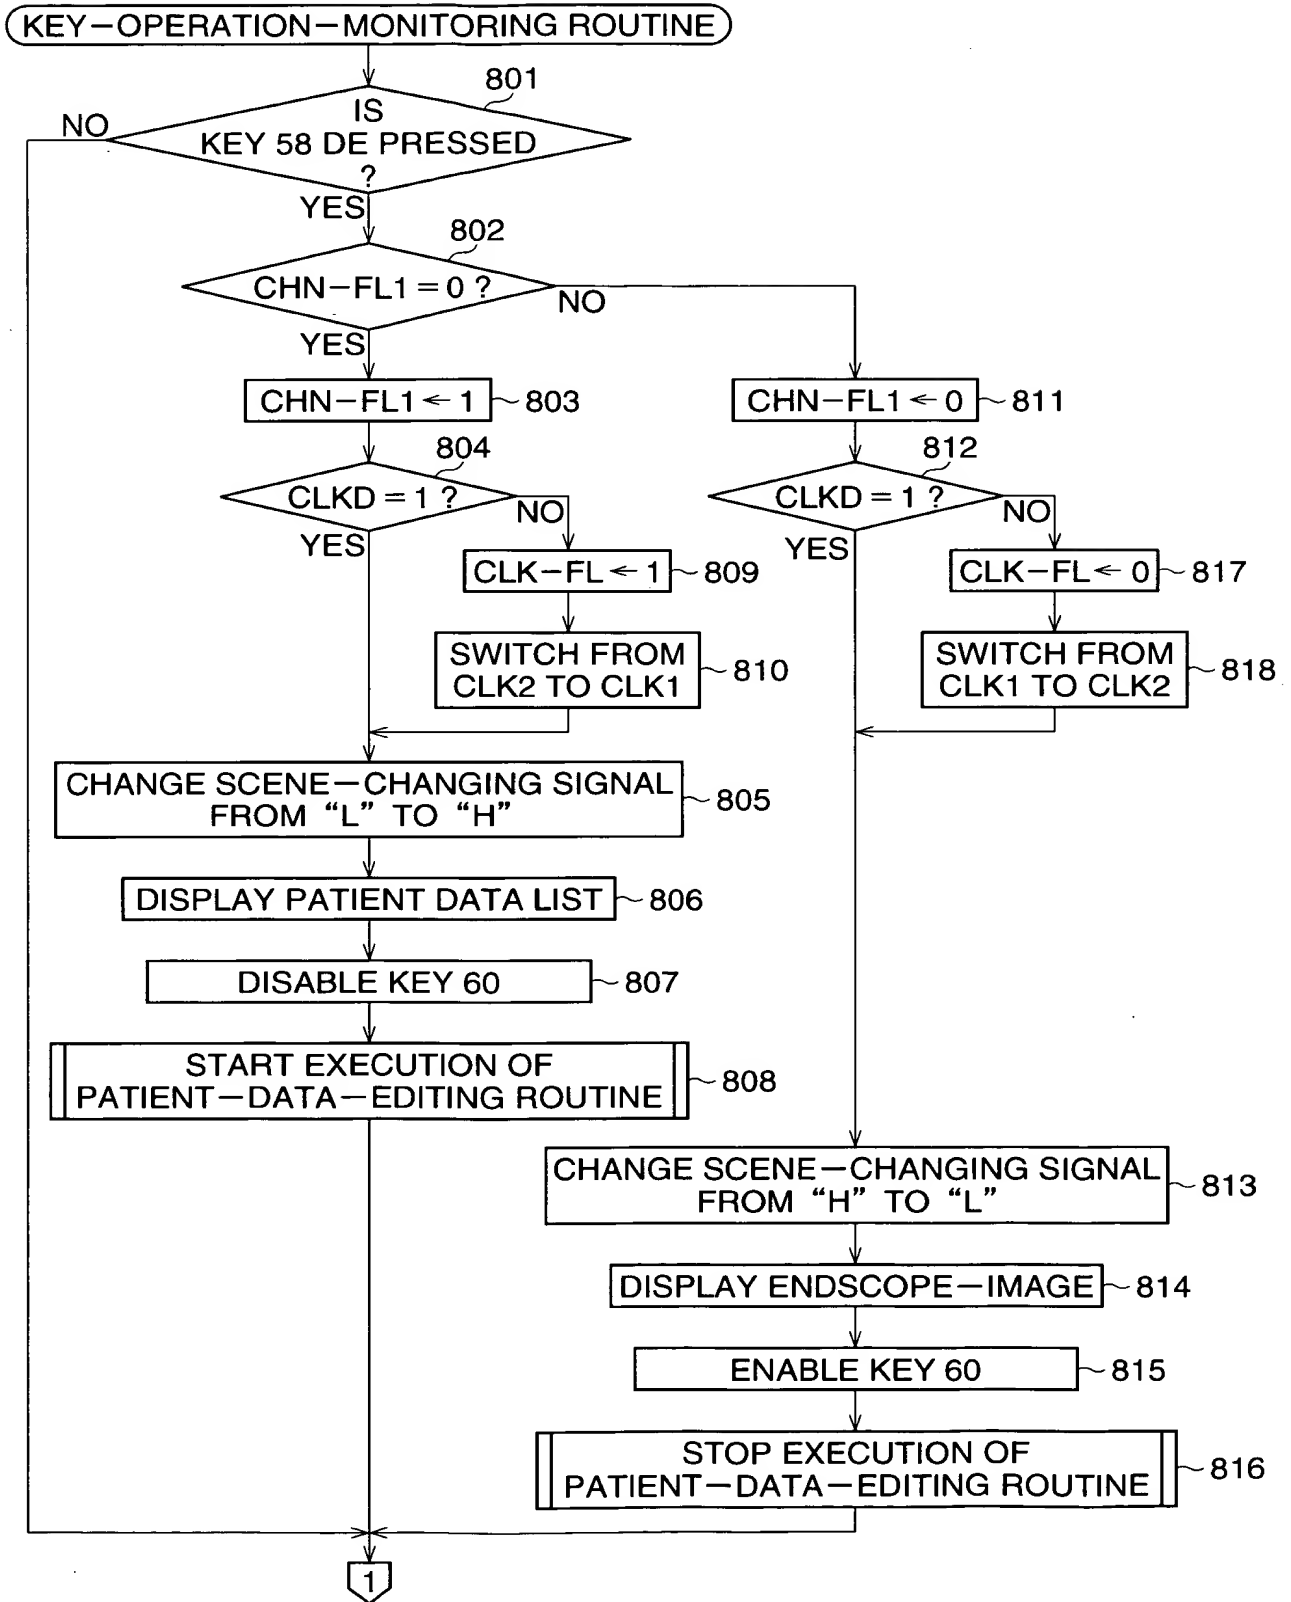 KEY-OPERATION-MONITORING ROUTINE
801
IS
KEY 58 DE PRESSED
?
NO
YES
802
CHN-FL1 = 0 ?
NO
YES
CHN-FL1 ← 1
803
CHN-FL1 ← 0
811
804
CLKD = 1 ?
NO
YES
812
CLKD = 1 ?
NO
YES
CLK-FL ← 1
809
CLK-FL ← 0
817
SWITCH FROM
CLK2 TO CLK1
810
SWITCH FROM
CLK1 TO CLK2
818
CHANGE SCENE-CHANGING SIGNAL
FROM “L” TO “H”
805
DISPLAY PATIENT DATA LIST
806
DISABLE KEY 60
807
START EXECUTION OF
PATIENT-DATA-EDITING ROUTINE
808
CHANGE SCENE-CHANGING SIGNAL
FROM “H” TO “L”
813
DISPLAY ENDSCOPE-IMAGE
814
ENABLE KEY 60
815
STOP EXECUTION OF
PATIENT-DATA-EDITING ROUTINE
816
1